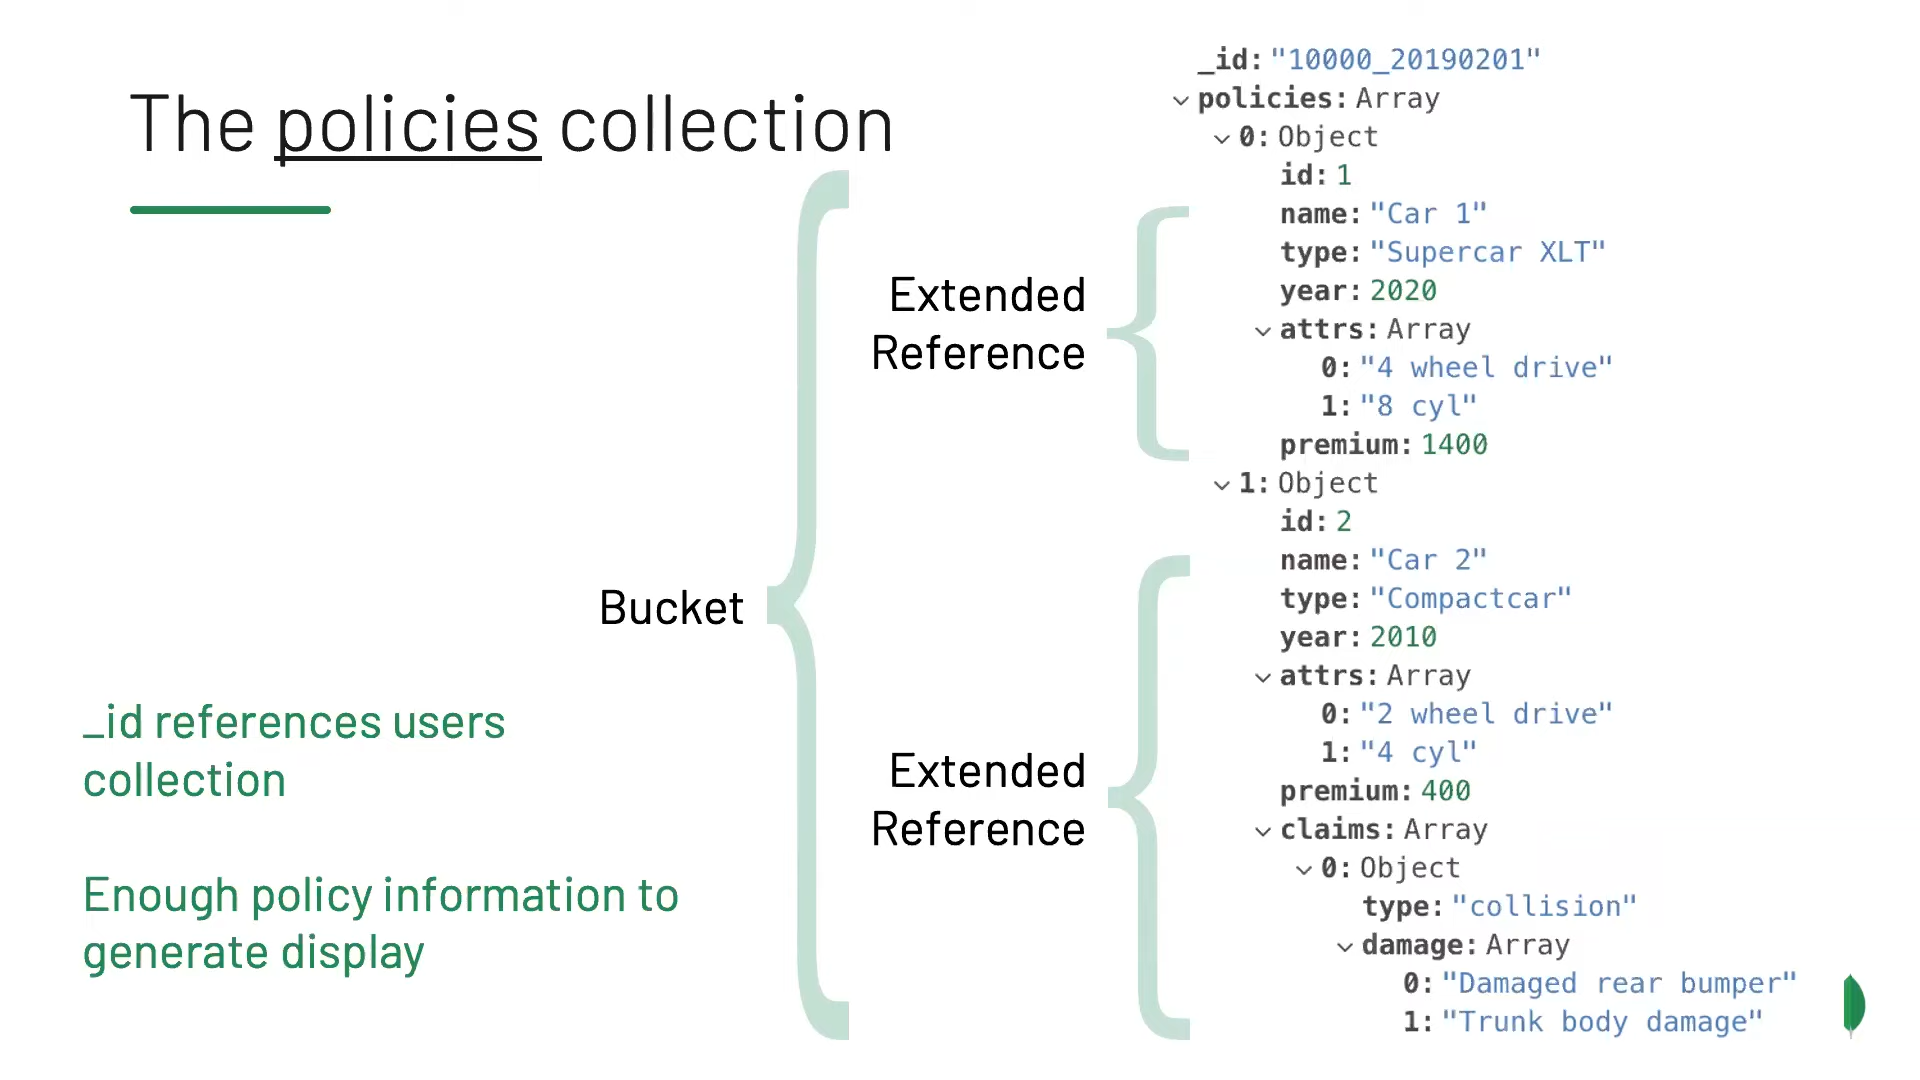 The policies collection
Bucket
_id references users
collection
Enough policy information to
generate display
Extended
Reference
Extended
Reference
_id: "10000_20190201"
policies: Array
0: Object
id: 1
name: "Car 1"
type: "Supercar XLT"
year: 2020
attrs: Array
0: "4 wheel drive"
1: "8 cyl"
premium: 1400
1: Object
id: 2
name: "Car 2"
type: "Compactcar"
year: 2010
attrs: Array
0: "2 wheel drive"
1: "4 cyl"
premium: 400
claims: Array
0: Object
type: "collision"
damage: Array
0: "Damaged rear bumper"
1: "Trunk body damage"